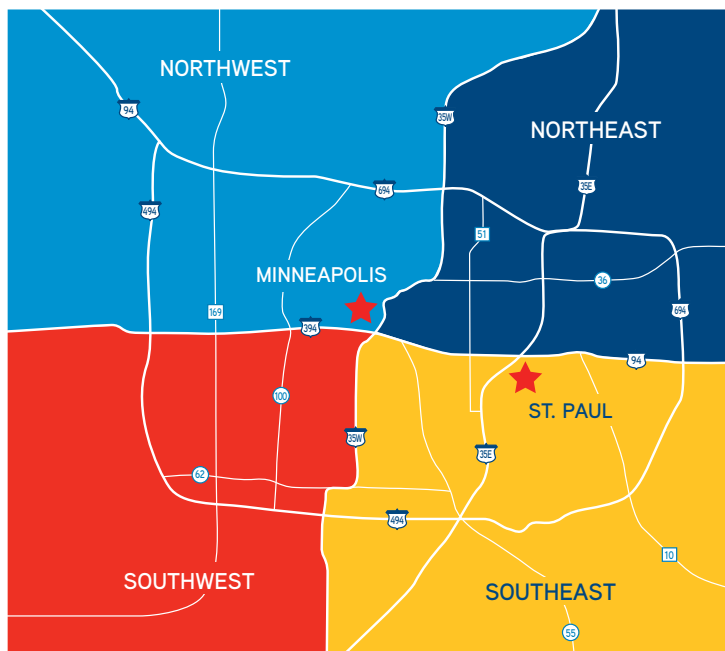 NORTHWEST
94
35W
NORTHEAST
35E
694
494
51
MINNEAPOLIS
36
169
394
694
94
100
ST. PAUL
35W
35E
62
494
10
SOUTHWEST
SOUTHEAST
55